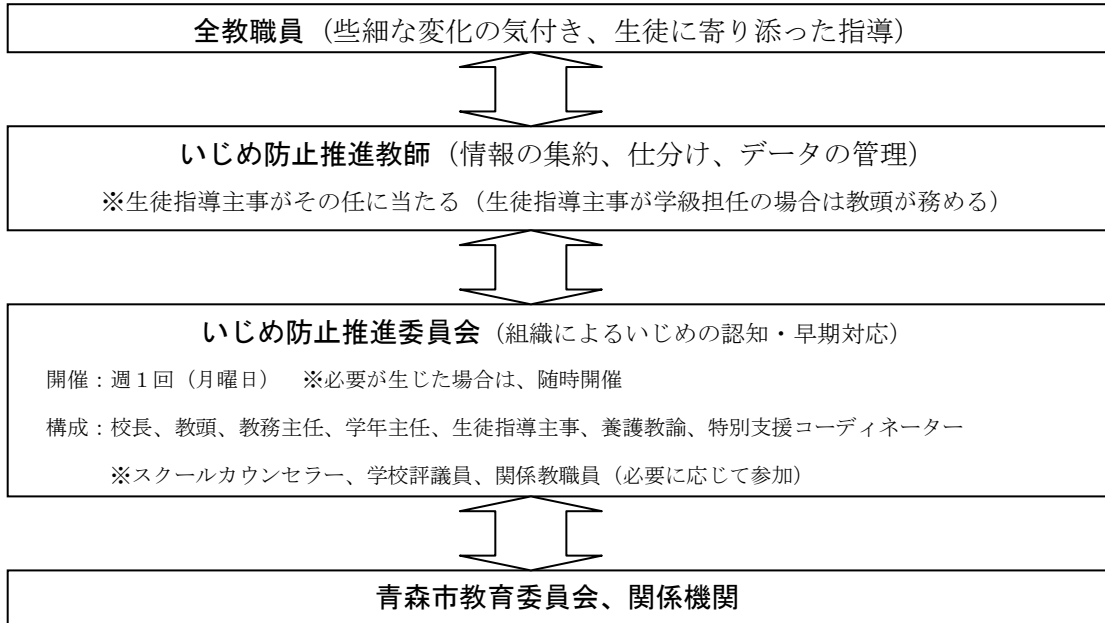 全教職員（些細な変化の気付き、生徒に寄り添った指導）
いじめ防止推進教師（情報の集約、仕分け、データの管理）
※生徒指導主事がその任に当たる（生徒指導主事が学級担任の場合は教頭が務める）
いじめ防止推進委員会（組織によるいじめの認知・早期対応）
開催：週１回（月曜日）　※必要が生じた場合は、随時開催
構成：校長、教頭、教務主任、学年主任、生徒指導主事、養護教諭、特別支援コーディネーター
※スクールカウンセラー、学校評議員、関係教職員（必要に応じて参加）
青森市教育委員会、関係機関